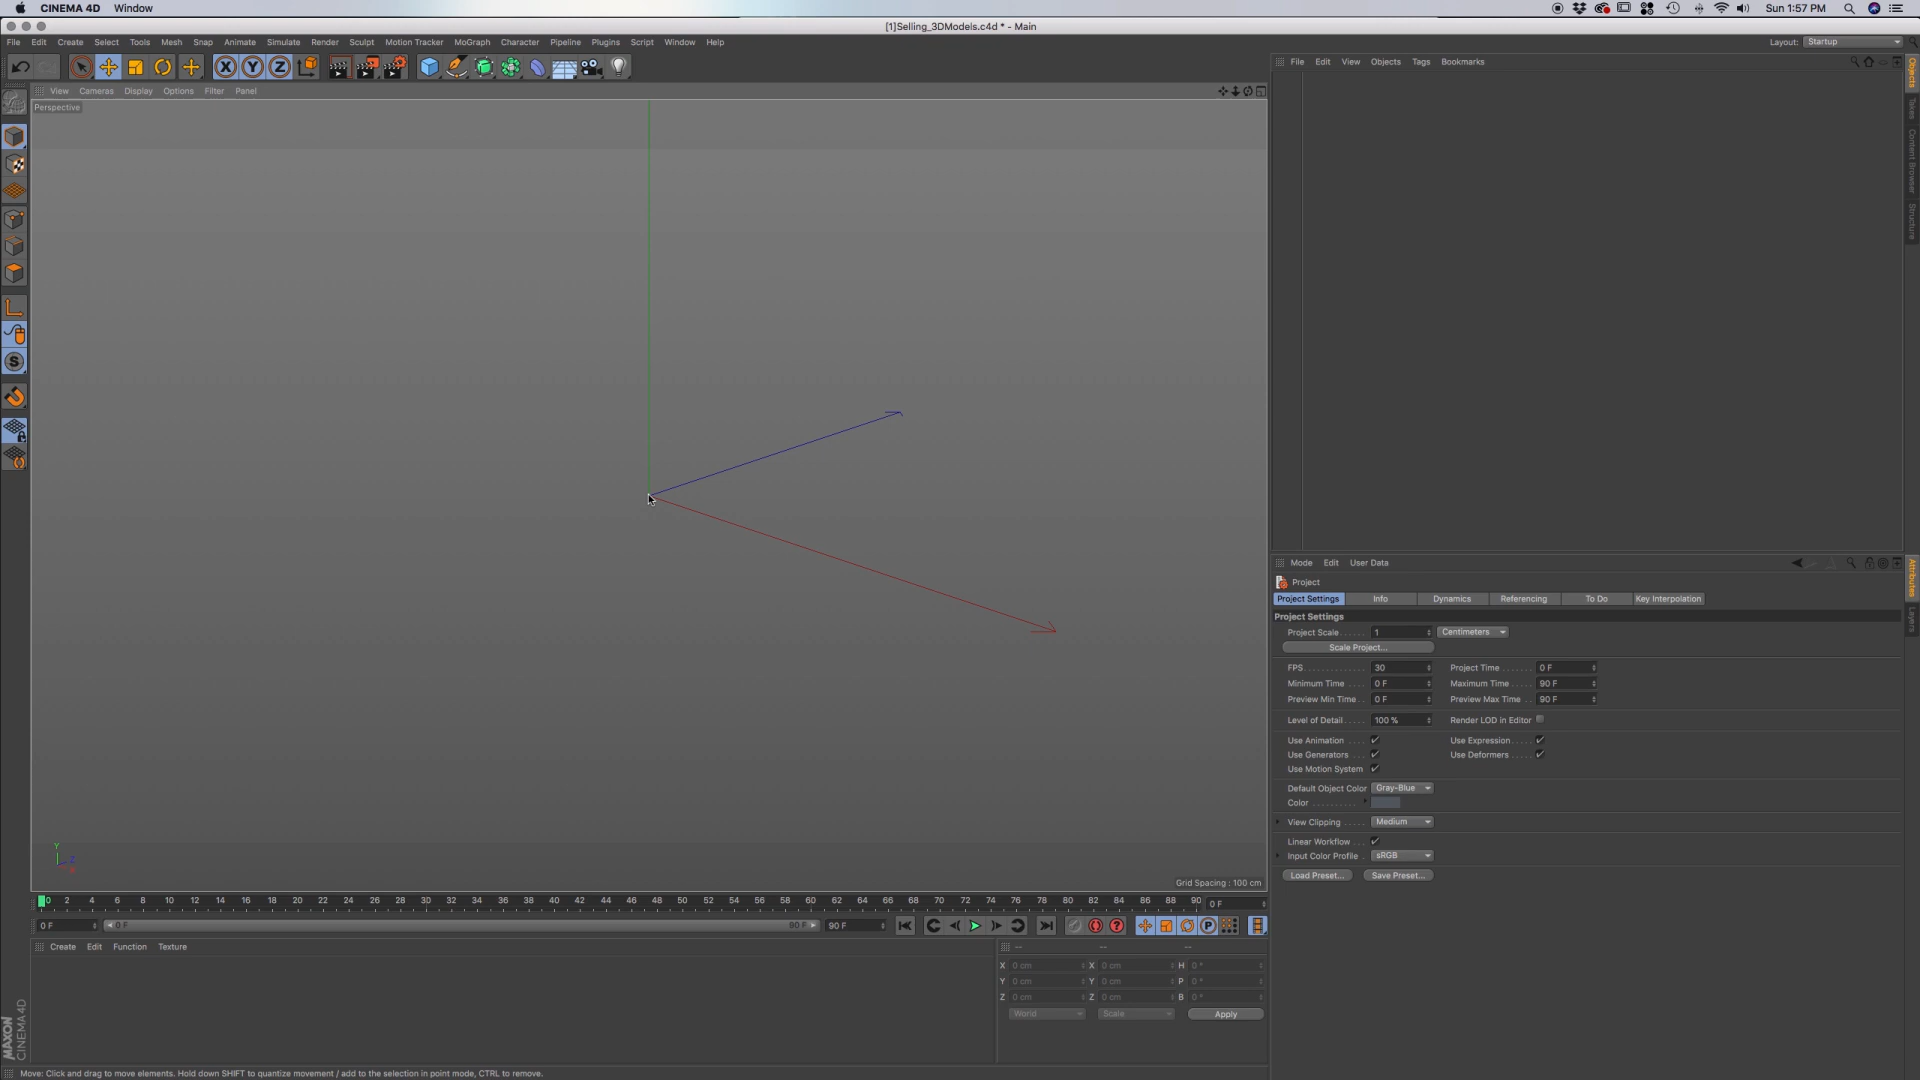 CINEMA 4D Window Sun 1:57 PM
[1]Selling_3DModels.c4d * - Main
File Edit Create Select Tools Mesh Snap Animate Simulate Render Sculpt Motion Tracker MoGraph Character Pipeline Plugins Script Window Help Layout: Startup
X Y Z
File Edit View Objects Tags Bookmarks
Objects
Takes
Content Browser
Structure
View Cameras Display Options Filter Panel
Perspective
S
Y
Z
X
Grid Spacing : 100 cm
Mode Edit User Data
Attributes
Layers
Project
Project Settings Info Dynamics Referencing To Do Key Interpolation
Project Settings
Project Scale 1 Centimeters
Scale Project...
FPS 30 Project Time 0 F
Minimum Time 0 F Maximum Time 90 F
Preview Min Time 0 F Preview Max Time 90 F
Level of Detail 100 % Render LOD in Editor
Use Animation Use Expression
Use Generators Use Deformers
Use Motion System
Default Object Color Gray-Blue
Color
View Clipping Medium
Linear Workflow
Input Color Profile sRGB
Load Preset... Save Preset...
0 2 4 6 8 10 12 14 16 18 20 22 24 26 28 30 32 34 36 38 40 42 44 46 48 50 52 54 56 58 60 62 64 66 68 70 72 74 76 78 80 82 84 86 88 90 0 F
0 F 0 F 90 F 90 F P
Create Edit Function Texture -- -- --
X 0 cm X 0 cm H 0 °
Y 0 cm Y 0 cm P 0 °
Z 0 cm Z 0 cm B 0 °
World Scale Apply
MAXON
CINEMA 4D
Move: Click and drag to move elements. Hold down SHIFT to quantize movement / add to the selection in point mode, CTRL to remove.